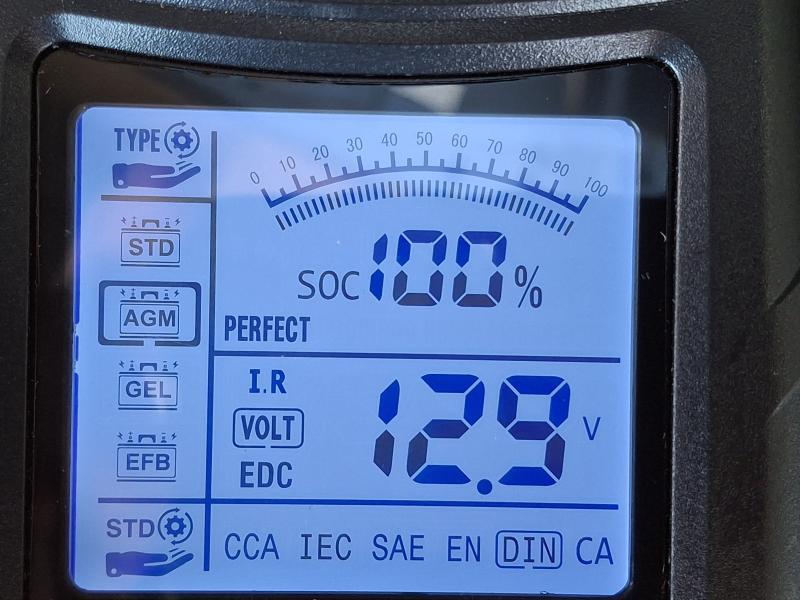 TYPE
0 10 20 30 40 50 60 70 80 90 100
STD
SOC 100%
AGM
PERFECT
GEL
I.R
VOLT
12.9 V
EFB
EDC
STD
CCA IEC SAE EN DIN CA